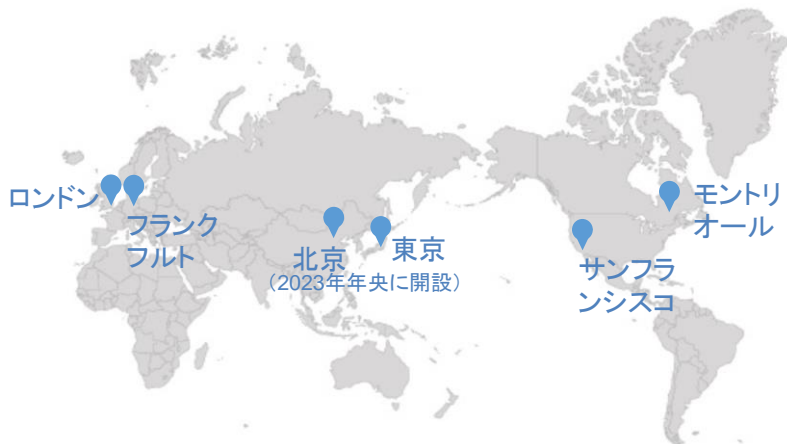 ロンドン
フランク
フルト
北京
(2023年年央に開設)
東京
サンフラ
ンシスコ
モントリ
オール